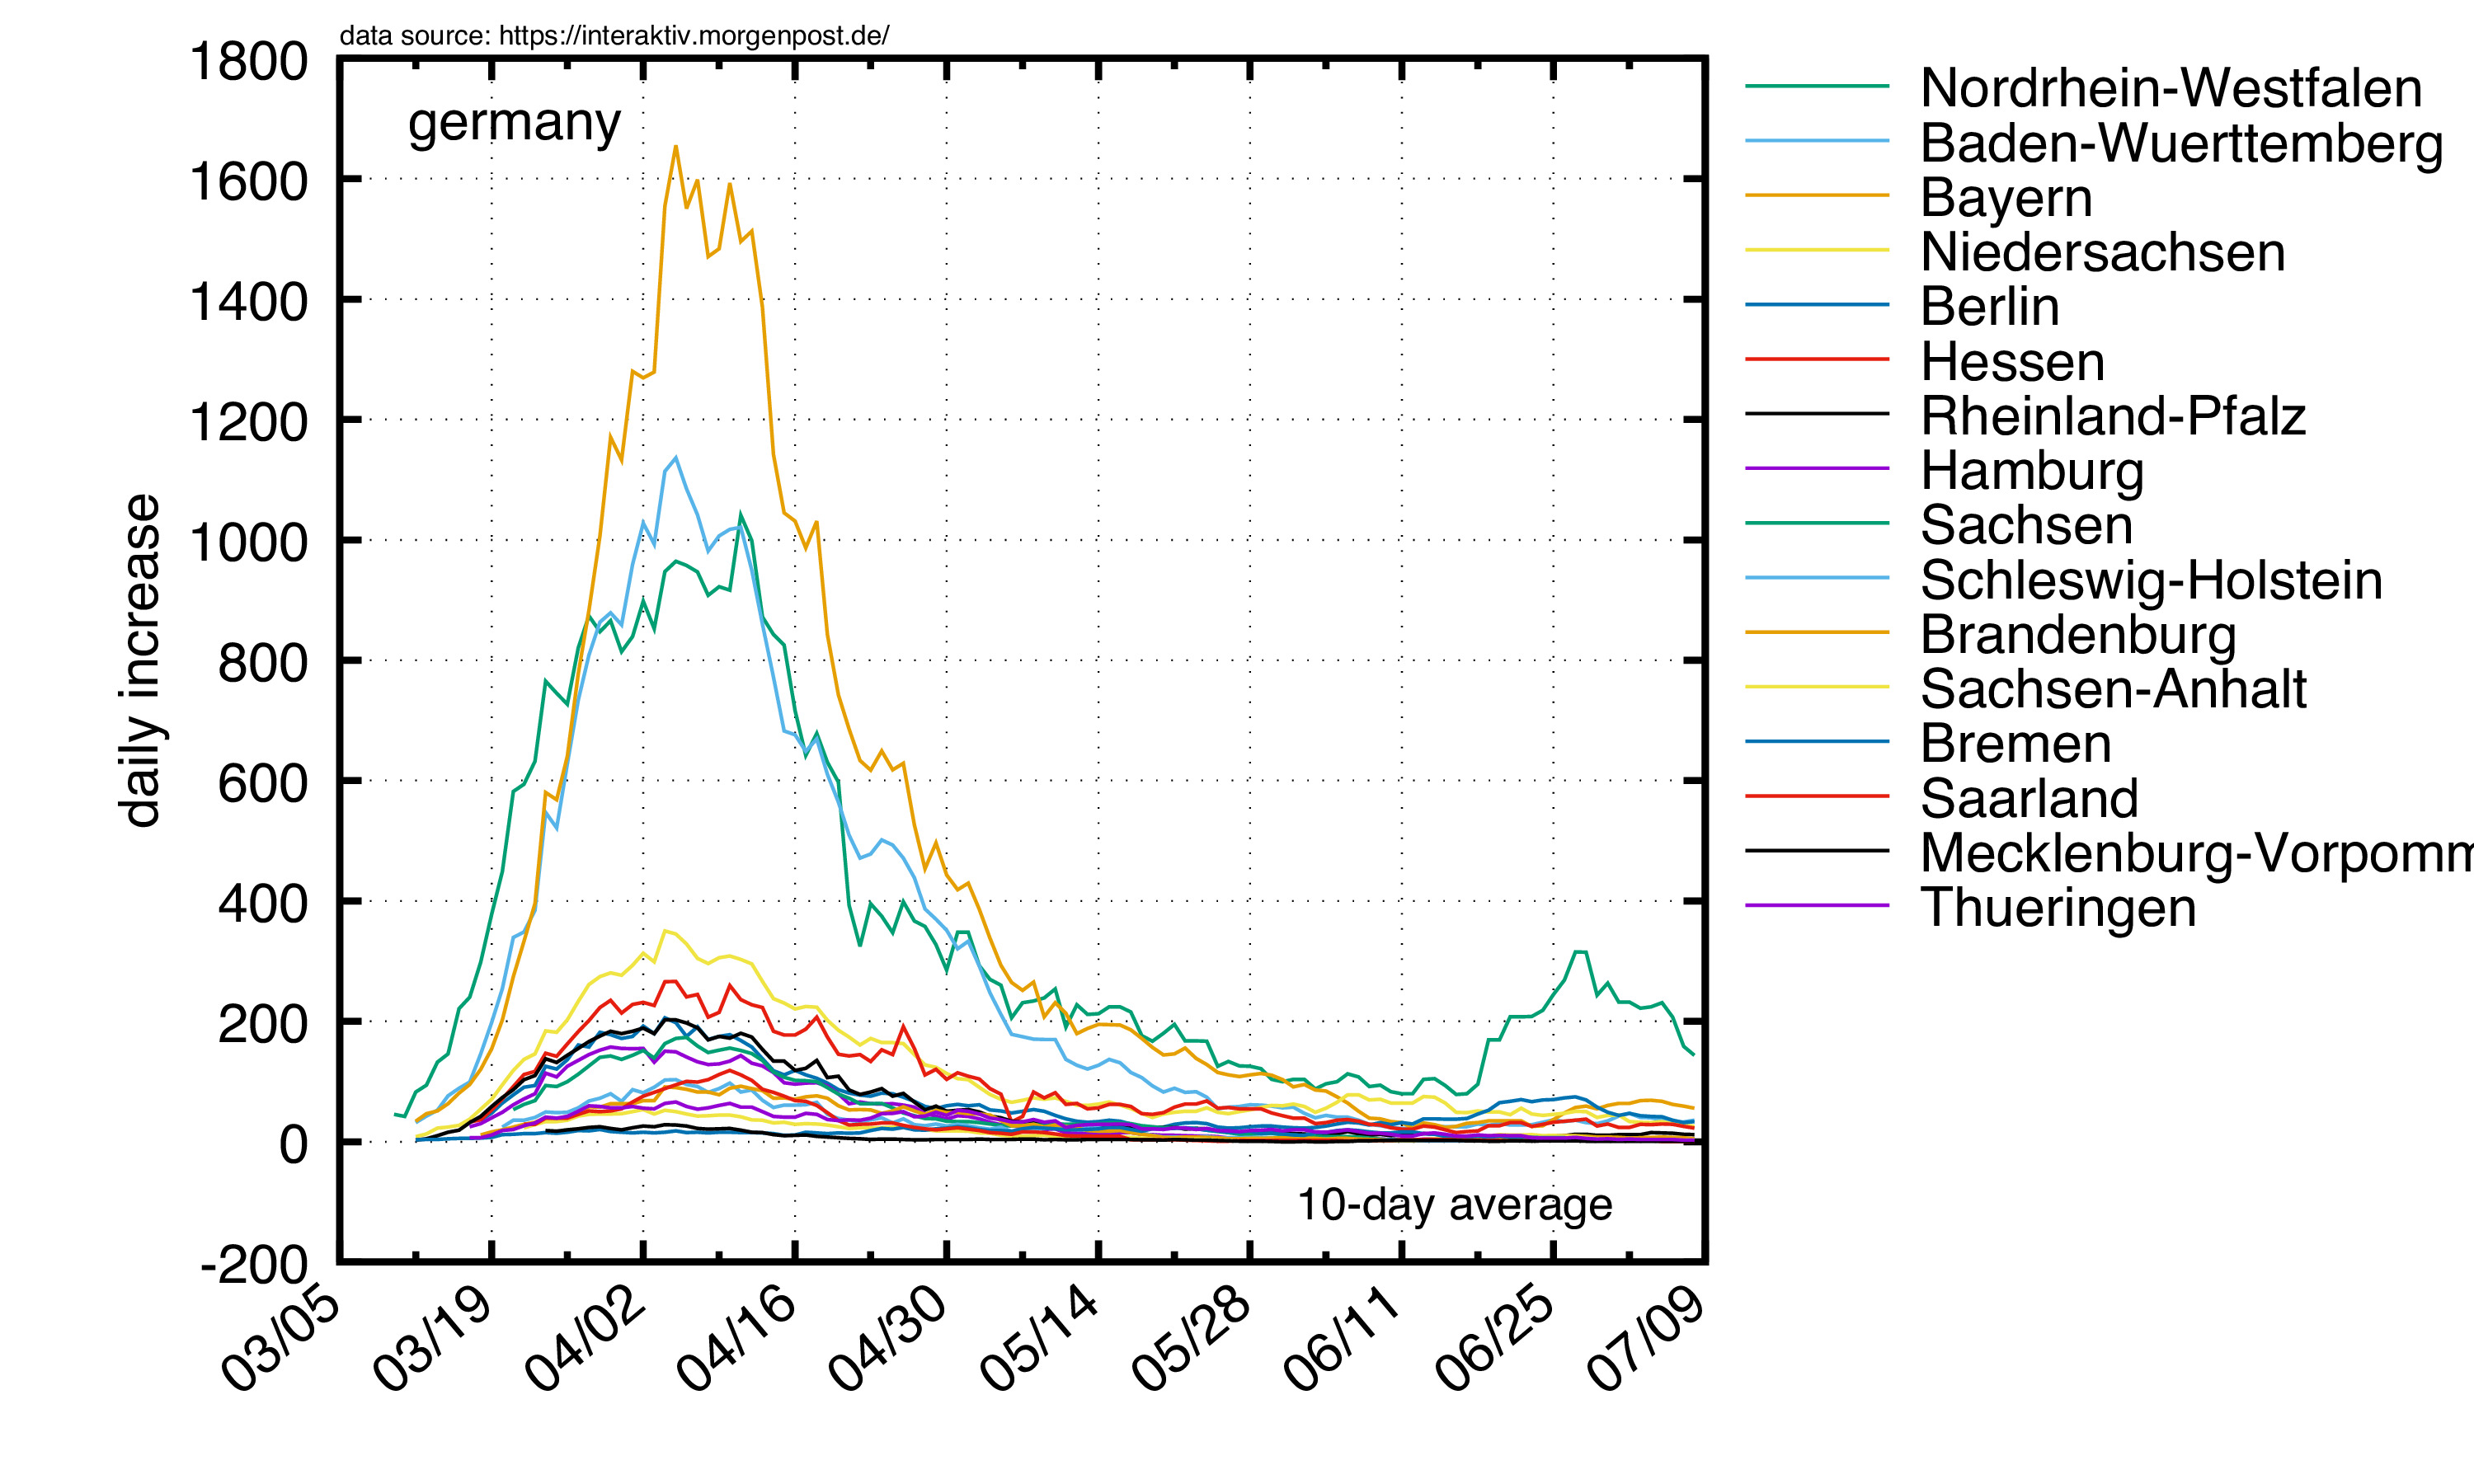 data source: https://interaktiv.morgenpost.de/
germany
daily increase
1800
1600
1400
1200
1000
800
600
400
200
0
-200
03/05
03/19
04/02
04/16
04/30
05/14
05/28
06/11
06/25
07/09
10-day average
Nordrhein-Westfalen
Baden-Wuerttemberg
Bayern
Niedersachsen
Berlin
Hessen
Rheinland-Pfalz
Hamburg
Sachsen
Schleswig-Holstein
Brandenburg
Sachsen-Anhalt
Bremen
Saarland
Mecklenburg-Vorpomm
Thueringen